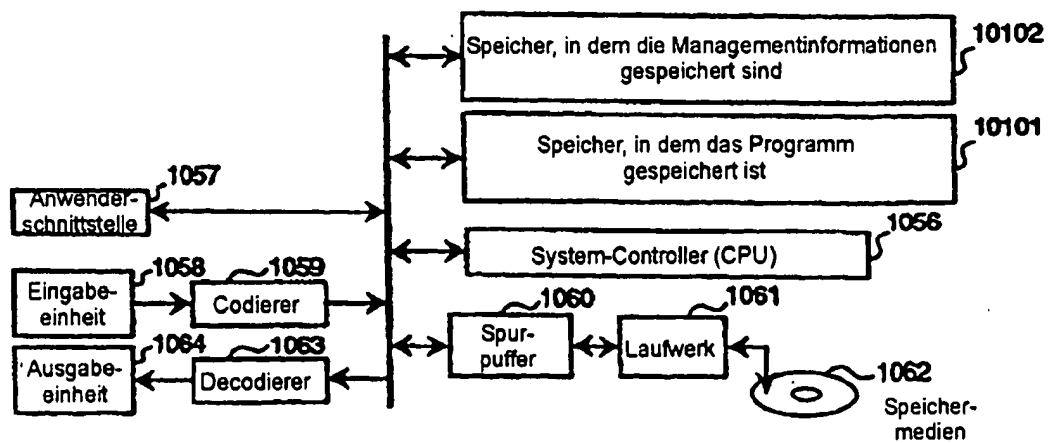 Speicher, in dem die Managementinformationen
gespeichert sind
10102
Speicher, in dem das Programm
gespeichert ist
10101
1057
Anwender-
schnittstelle
System-Controller (CPU)
1056
1058
Eingabe-
einheit
1059
Codierer
1060
Spur-
puffer
1061
Laufwerk
1064
Ausgabe-
einheit
1063
Decodierer
1062
Speicher-
medien